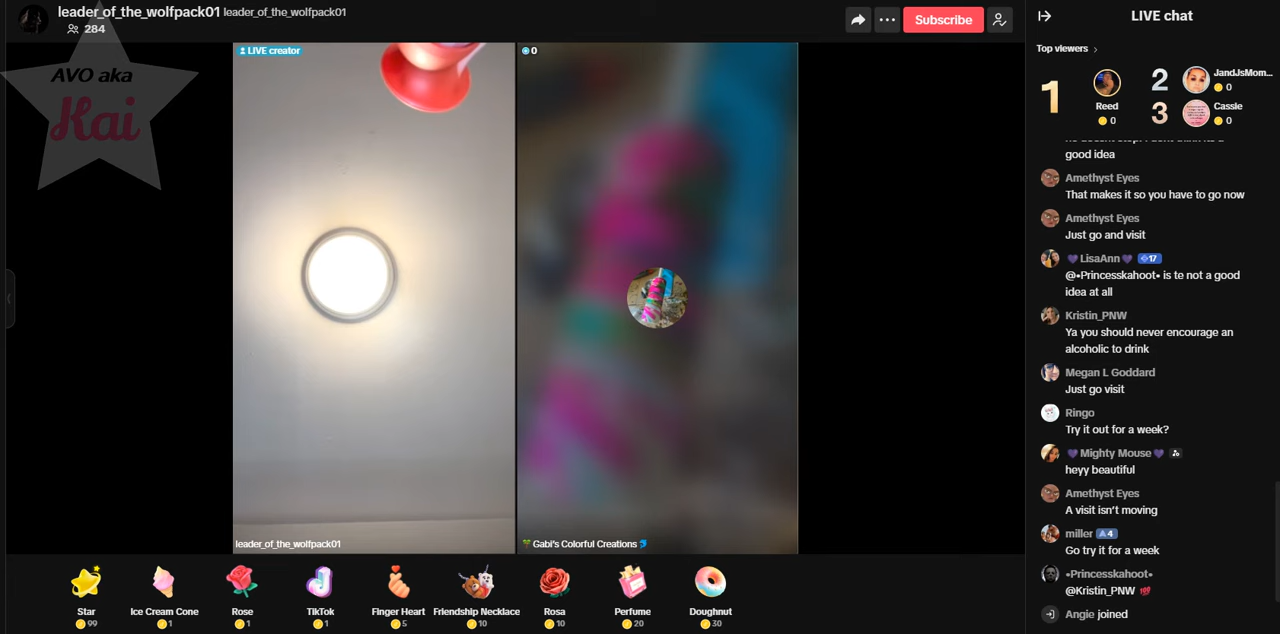 leader_of_the_wolfpack01 leader_of_the_wolfpack01
284
Subscribe
LIVE chat
AVO aka
Kai
LIVE creator
0
leader_of_the_wolfpack01
Gabi's Colorful Creations
Top viewers
1
Reed
0
2
JandJsMom...
0
3
Cassie
0
good idea
Amethyst Eyes
That makes it so you have to go now
Amethyst Eyes
Just go and visit
LisaAnn 17
@•Princesskahoot• is te not a good
idea at all
Kristin_PNW
Ya you should never encourage an
alcoholic to drink
Megan L Goddard
Just go visit
Ringo
Try it out for a week?
Mighty Mouse
heyy beautiful
Amethyst Eyes
A visit isn't moving
miller 4
Go try it for a week
•Princesskahoot•
@Kristin_PNW 💯
Angie joined
Star
99
Ice Cream Cone
1
Rose
1
TikTok
1
Finger Heart
5
Friendship Necklace
10
Rosa
10
Perfume
20
Doughnut
30